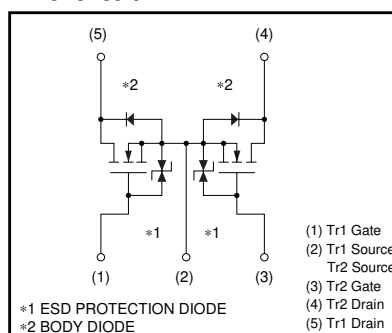 (5) (4)
*2 *2
*1 *1
(1) (2) (3)
(1) Tr1 Gate
(2) Tr1 Source
Tr2 Source
(3) Tr2 Gate
(4) Tr2 Drain
(5) Tr1 Drain
*1 ESD PROTECTION DIODE
*2 BODY DIODE